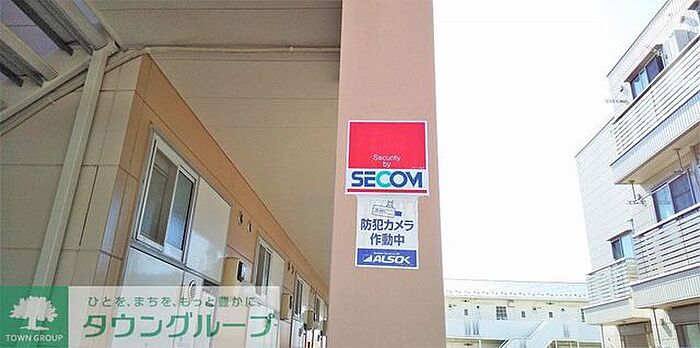 Security
by
SECOM
防犯カメラ
作動中
ALSOK
ひとを、まちを、もっと豊かに。
TOWN GROUP
タウングループ